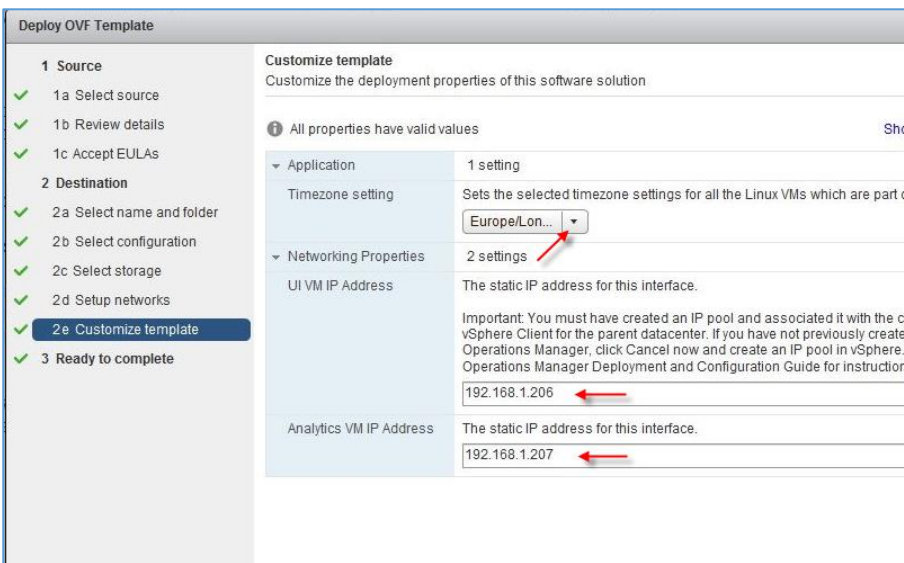 Deploy OVF Template
1 Source
1a Select source
1b Review details
1c Accept EULAs
2 Destination
2a Select name and folder
2b Select configuration
2c Select storage
2d Setup networks
2e Customize template
3 Ready to complete
Customize template
Customize the deployment properties of this software solution
All properties have valid values
Application
1 setting
Timezone setting
Sets the selected timezone settings for all the Linux VMs which are part
Europe/Lon...
Networking Properties
2 settings
UI VM IP Address
The static IP address for this interface.
Important: You must have created an IP pool and associated it with the
vSphere Client for the parent datacenter. If you have not previously create
Operations Manager, click Cancel now and create an IP pool in vSphere.
Operations Manager Deployment and Configuration Guide for instruction
192.168.1.206
Analytics VM IP Address
The static IP address for this interface.
192.168.1.207